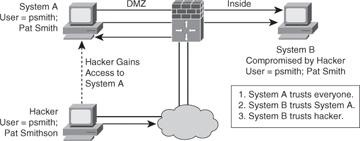 System A
User = psmith;
Pat Smith
DMZ
Inside
System B
Compromised by Hacker
User = psmith; Pat Smith
Hacker Gains
Access to
System A
Hacker
User = psmith;
Pat Smithson
1. System A trusts everyone.
2. System B trusts System A.
3. System B trusts hacker.